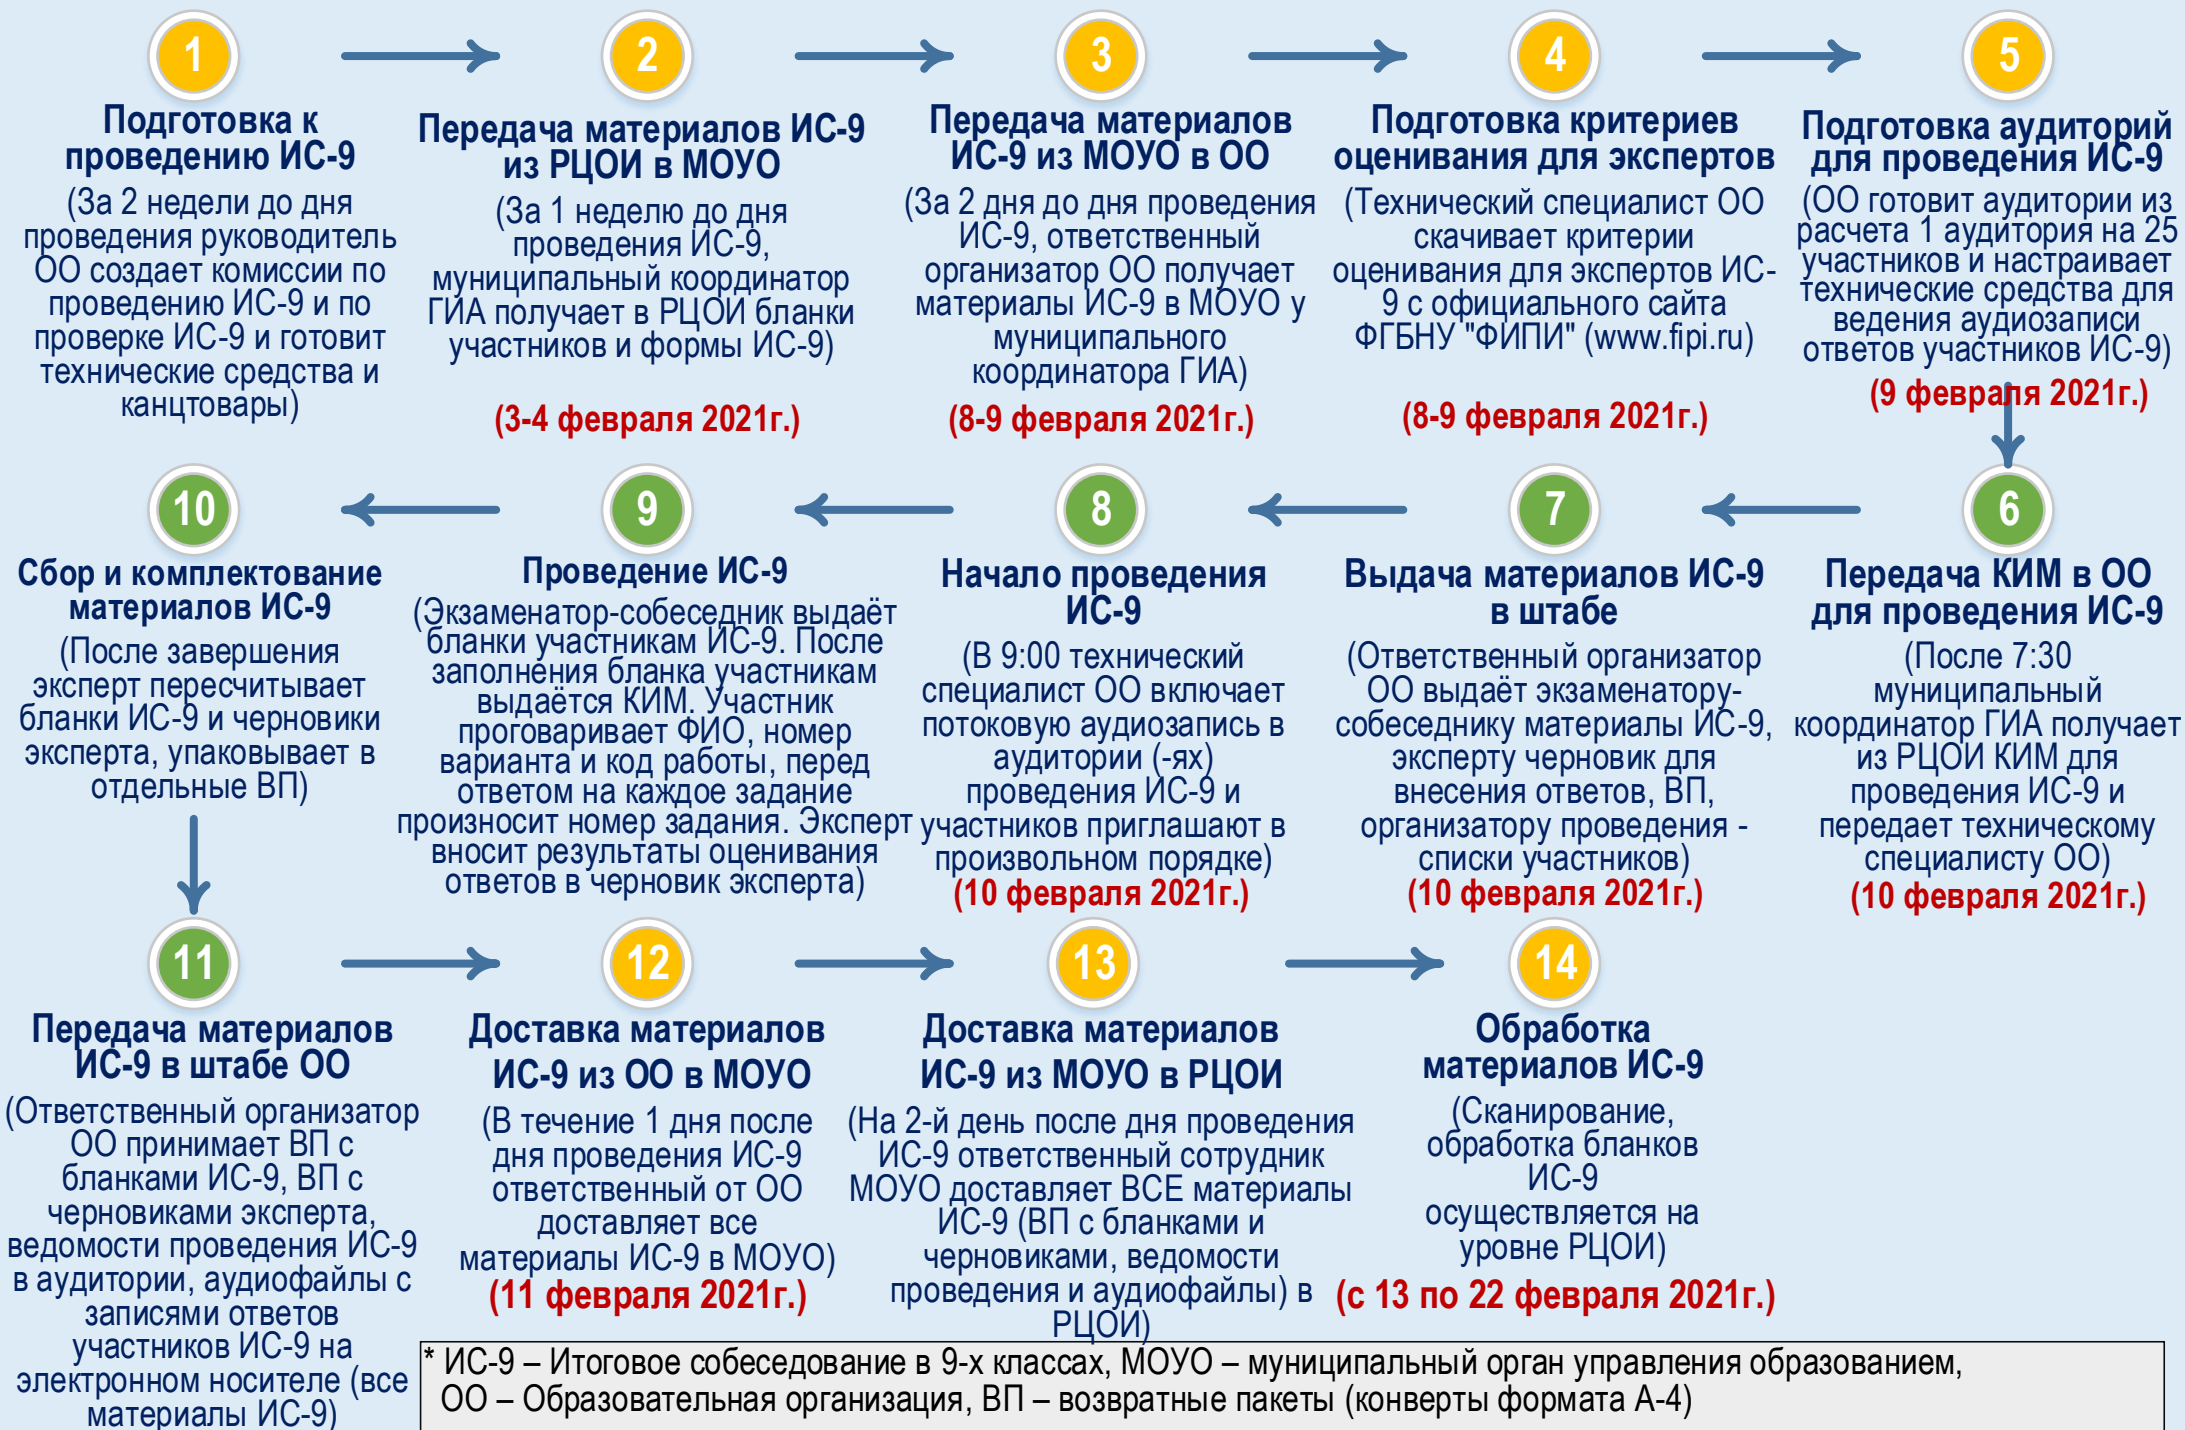 1
Подготовка к
проведению ИС-9
(За 2 недели до дня
проведения руководитель
ОО создает комиссии по
проведению ИС-9 и по
проверке ИС-9 и готовит
технические средства и
канцтовары)
2
Передача материалов ИС-9
из РЦОИ в МОУО
(За 1 неделю до дня
проведения ИС-9,
муниципальный координатор
ГИА получает в РЦОИ бланки
участников и формы ИС-9)
(3-4 февраля 2021г.)
3
Передача материалов
ИС-9 из МОУО в ОО
(За 2 дня до дня проведения
ИС-9, ответственный
организатор ОО получает
материалы ИС-9 в МОУО у
муниципального
координатора ГИА)
(8-9 февраля 2021г.)
4
Подготовка критериев
оценивания для экспертов
(Технический специалист ОО
скачивает критерии
оценивания для экспертов ИС-
9 с официального сайта
ФГБНУ "ФИПИ" (www.fipi.ru)
(8-9 февраля 2021г.)
5
Подготовка аудиторий
для проведения ИС-9
(ОО готовит аудитории из
расчета 1 аудитория на 25
участников и настраивает
технические средства для
ведения аудиозаписи
ответов участников ИС-9)
(9 февраля 2021г.)
6
Передача КИМ в ОО
для проведения ИС-9
(После 7:30
муниципальный
координатор ГИА получает
из РЦОИ КИМ для
проведения ИС-9 и
передает техническому
специалисту ОО)
(10 февраля 2021г.)
7
Выдача материалов ИС-9
в штабе
(Ответственный организатор
ОО выдаёт экзаменатору-
собеседнику материалы ИС-9,
эксперту черновик для
внесения ответов, ВП,
организатору проведения -
списки участников)
(10 февраля 2021г.)
8
Начало проведения
ИС-9
(В 9:00 технический
специалист ОО включает
потоковую аудиозапись в
аудитории (-ях)
проведения ИС-9 и
участников приглашают в
произвольном порядке)
(10 февраля 2021г.)
9
Проведение ИС-9
(Экзаменатор-собеседник выдаёт
бланки участникам ИС-9. После
заполнения бланка участникам
выдаётся КИМ. Участник
проговаривает ФИО, номер
варианта и код работы, перед
ответом на каждое задание
произносит номер задания. Эксперт
вносит результаты оценивания
ответов в черновик эксперта)
10
Сбор и комплектование
материалов ИС-9
(После завершения
эксперт пересчитывает
бланки ИС-9 и черновики
эксперта, упаковывает в
отдельные ВП)
11
Передача материалов
ИС-9 в штабе ОО
(Ответственный организатор
ОО принимает ВП с
бланками ИС-9, ВП с
черновиками эксперта,
ведомости проведения ИС-9
в аудитории, аудиофайлы с
записями ответов
участников ИС-9 на
электронном носителе (все
материалы ИС-9)
12
Доставка материалов
ИС-9 из ОО в МОУО
(В течение 1 дня после
дня проведения ИС-9
ответственный от ОО
доставляет все
материалы ИС-9 в МОУО)
(11 февраля 2021г.)
13
Доставка материалов
ИС-9 из МОУО в РЦОИ
(На 2-й день после дня проведения
ИС-9 ответственный сотрудник
МОУО доставляет ВСЕ материалы
ИС-9 (ВП с бланками и
черновиками, ведомости
проведения и аудиофайлы) в
РЦОИ)
14
Обработка
материалов ИС-9
(Сканирование,
обработка бланков
ИС-9
осуществляется на
уровне РЦОИ)
(с 13 по 22 февраля 2021г.)
* ИС-9 – Итоговое собеседование в 9-х классах, МОУО – муниципальный орган управления образованием,
ОО – Образовательная организация, ВП – возвратные пакеты (конверты формата А-4)